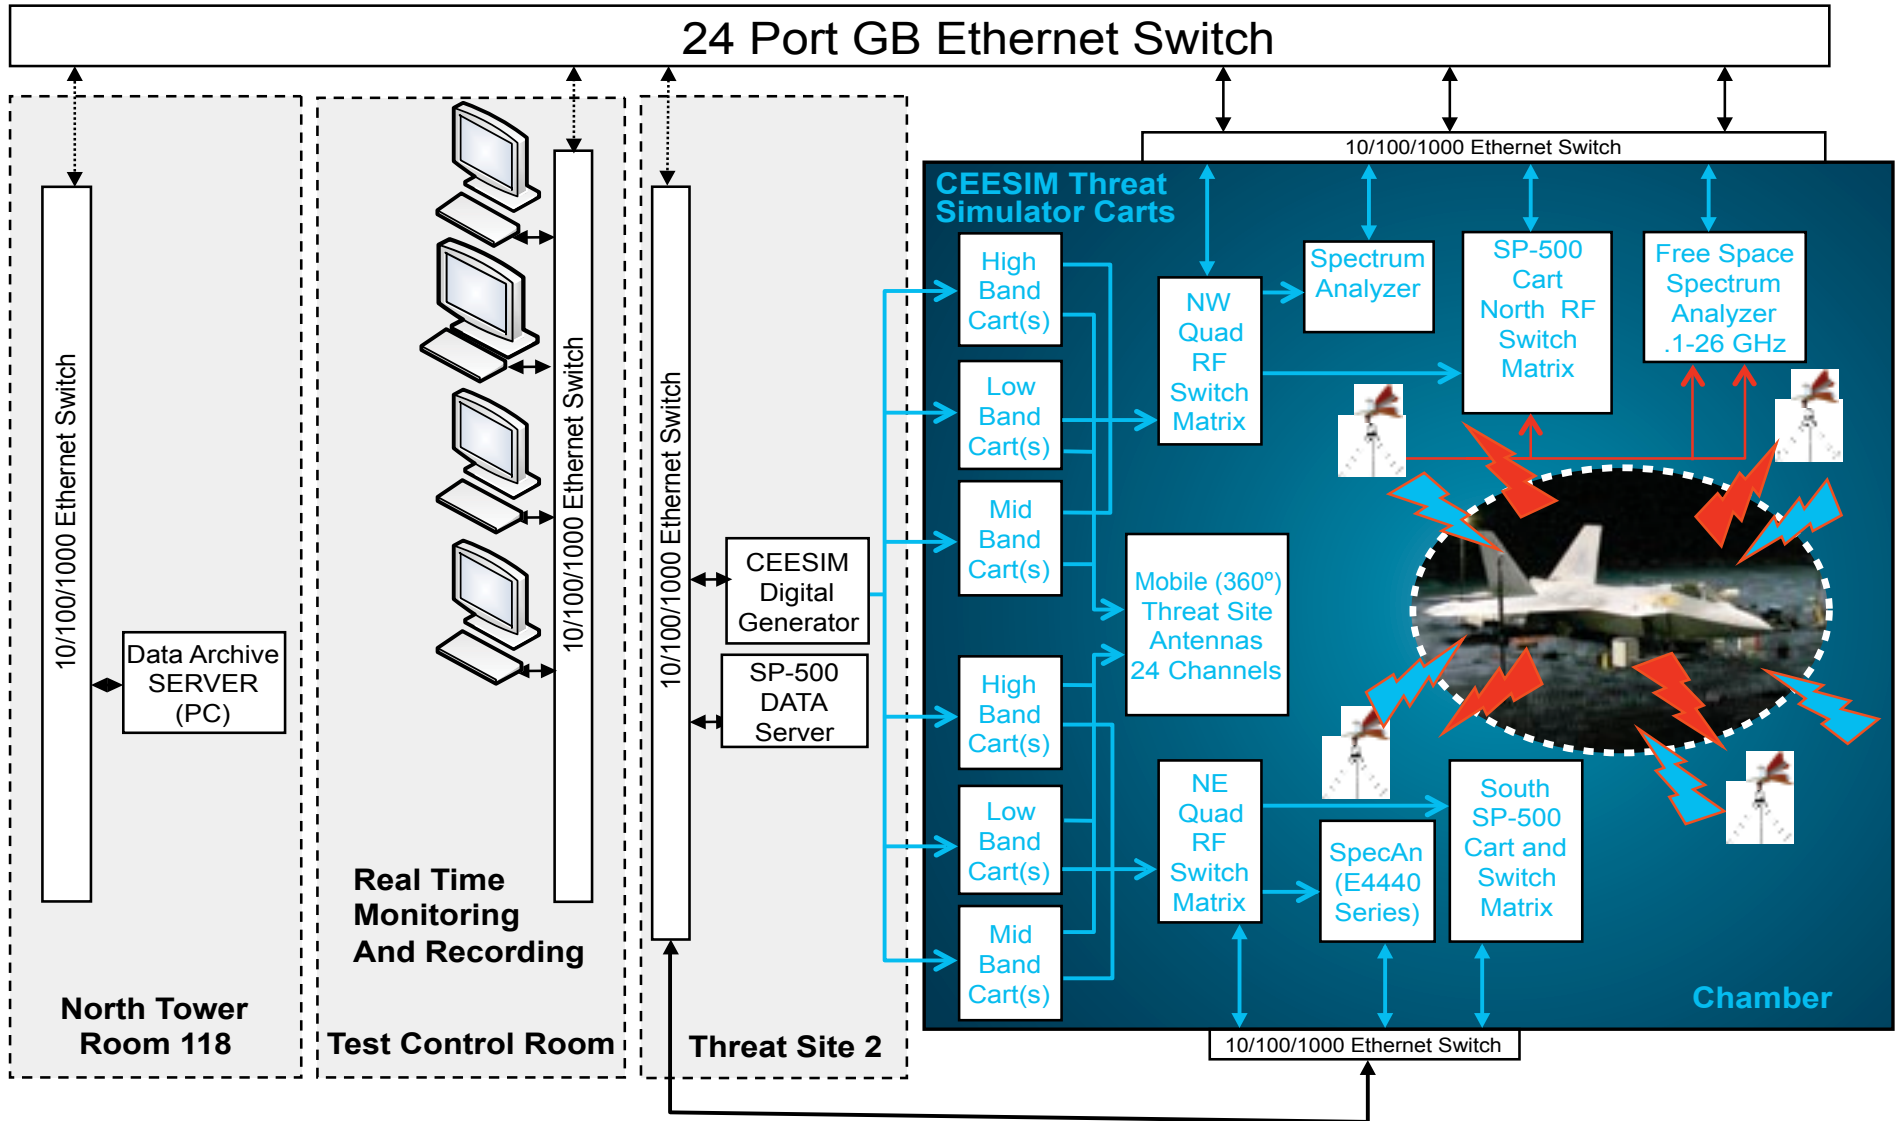 24 Port GB Ethernet Switch
10/100/1000 Ethernet Switch
Data Archive
SERVER
(PC)
North Tower
Room 118
10/100/1000 Ethernet Switch
Real Time
Monitoring
And Recording
Test Control Room
10/100/1000 Ethernet Switch
CEESIM
Digital
Generator
SP-500
DATA
Server
Threat Site 2
10/100/1000 Ethernet Switch
CEESIM Threat
Simulator Carts
High
Band
Cart(s)
Low
Band
Cart(s)
Mid
Band
Cart(s)
High
Band
Cart(s)
Low
Band
Cart(s)
Mid
Band
Cart(s)
NW
Quad
RF
Switch
Matrix
Spectrum
Analyzer
SP-500
Cart
North RF
Switch
Matrix
Free Space
Spectrum
Analyzer
.1-26 GHz
Mobile (360º)
Threat Site
Antennas
24 Channels
NE
Quad
RF
Switch
Matrix
SpecAn
(E4440
Series)
South
SP-500
Cart and
Switch
Matrix
Chamber
10/100/1000 Ethernet Switch